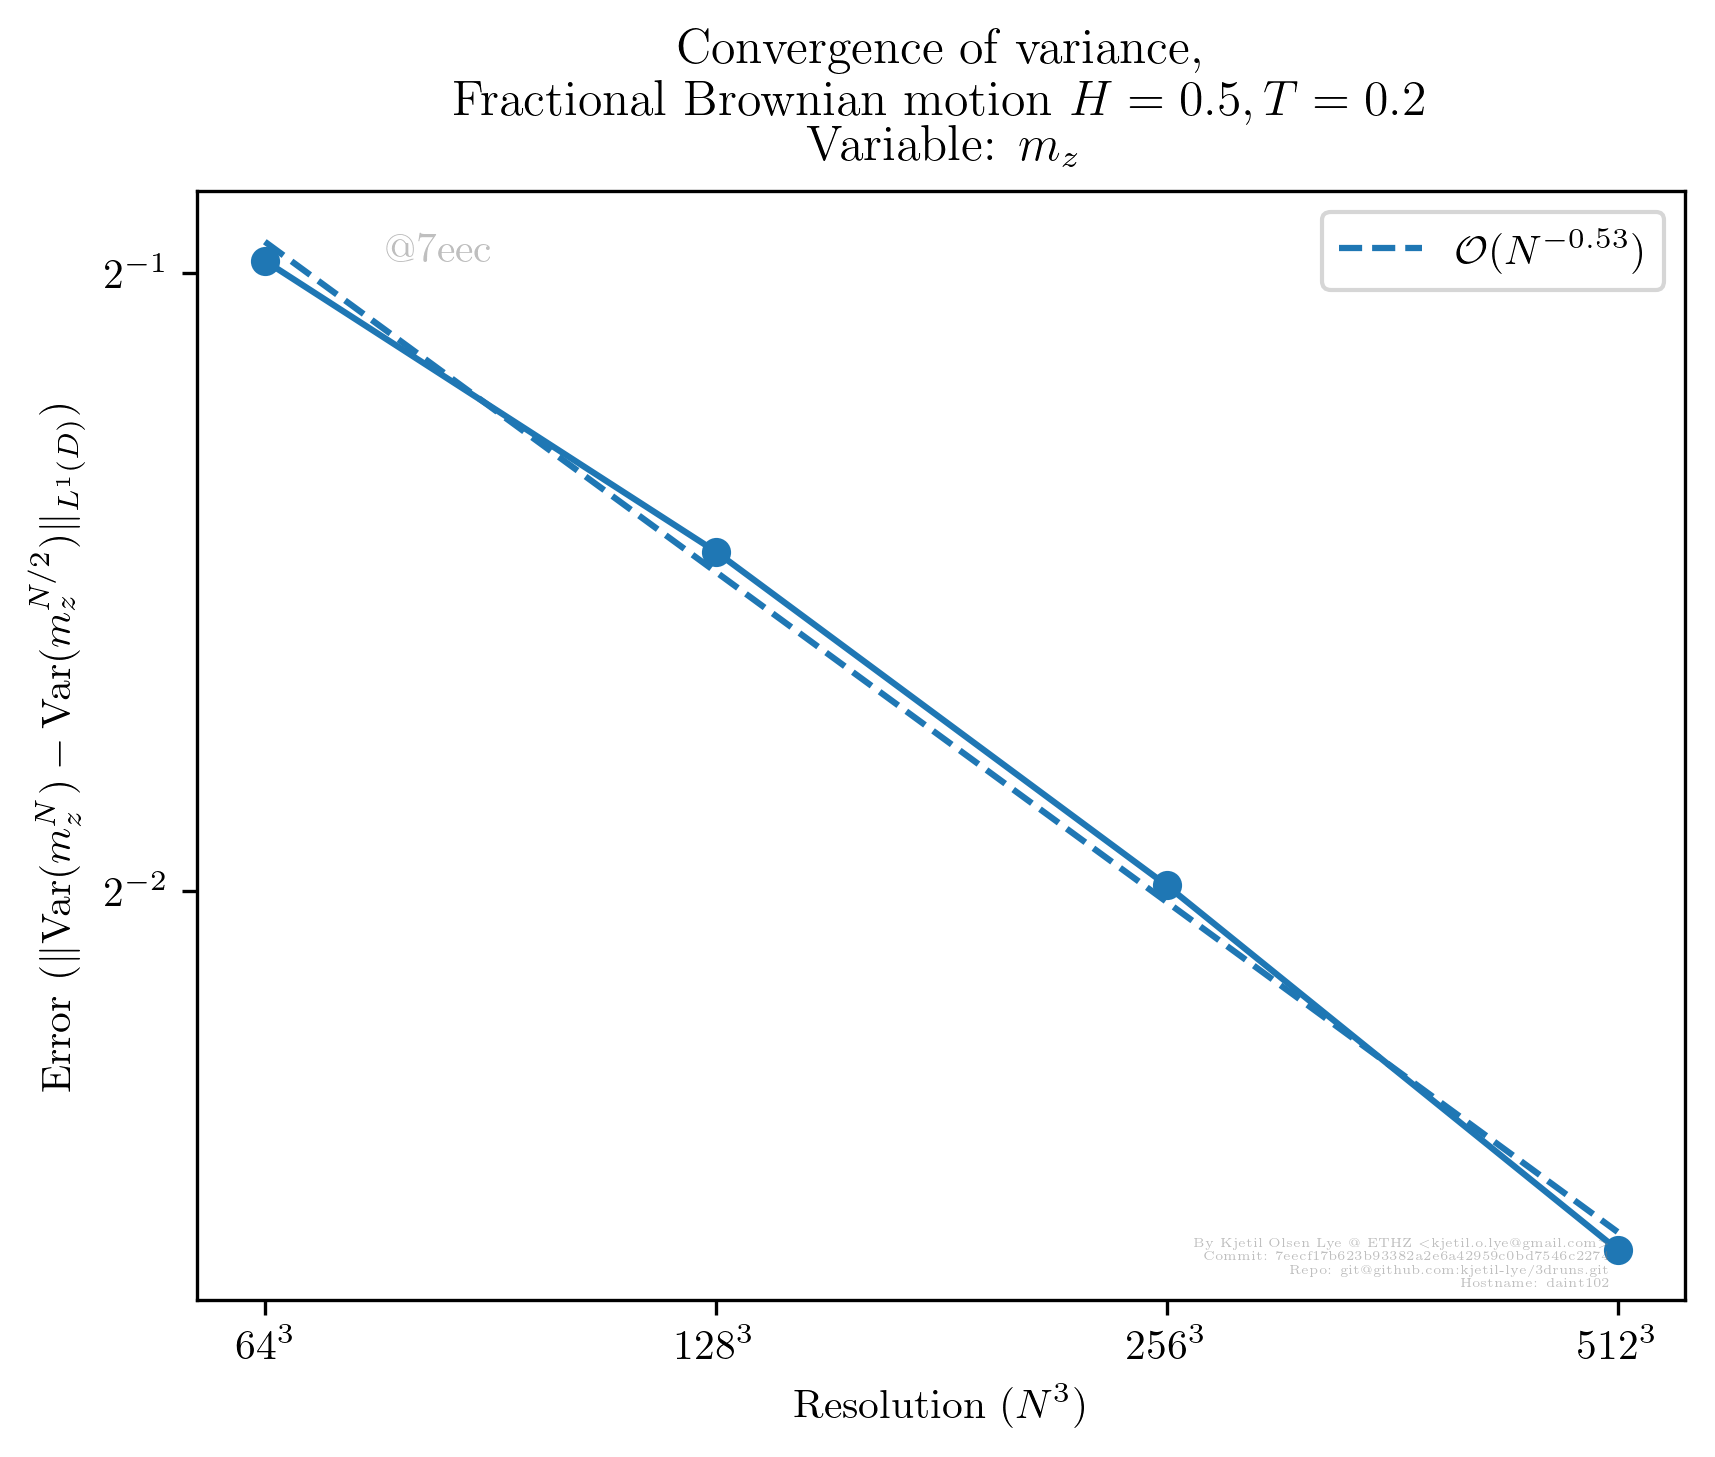 Convergence of variance,
Fractional Brownian motion H = 0.5, T = 0.2
Variable: m_z
@7eec
O(N^{-0.53})
2^{-1}
2^{-2}
Error (||Var(m_z^N) − Var(m_z^{N/2})||_{L^1(D)})
By Kjetil Olsen Lye @ ETHZ <kjetil.o.lye@gmail.com>
Commit: 7eecf17b623b93382a2e6a42959c0bd7546c2274
Repo: git@github.com:kjetil-lye/3druns.git
Hostname: daint102
64^3 128^3 256^3 512^3
Resolution (N^3)